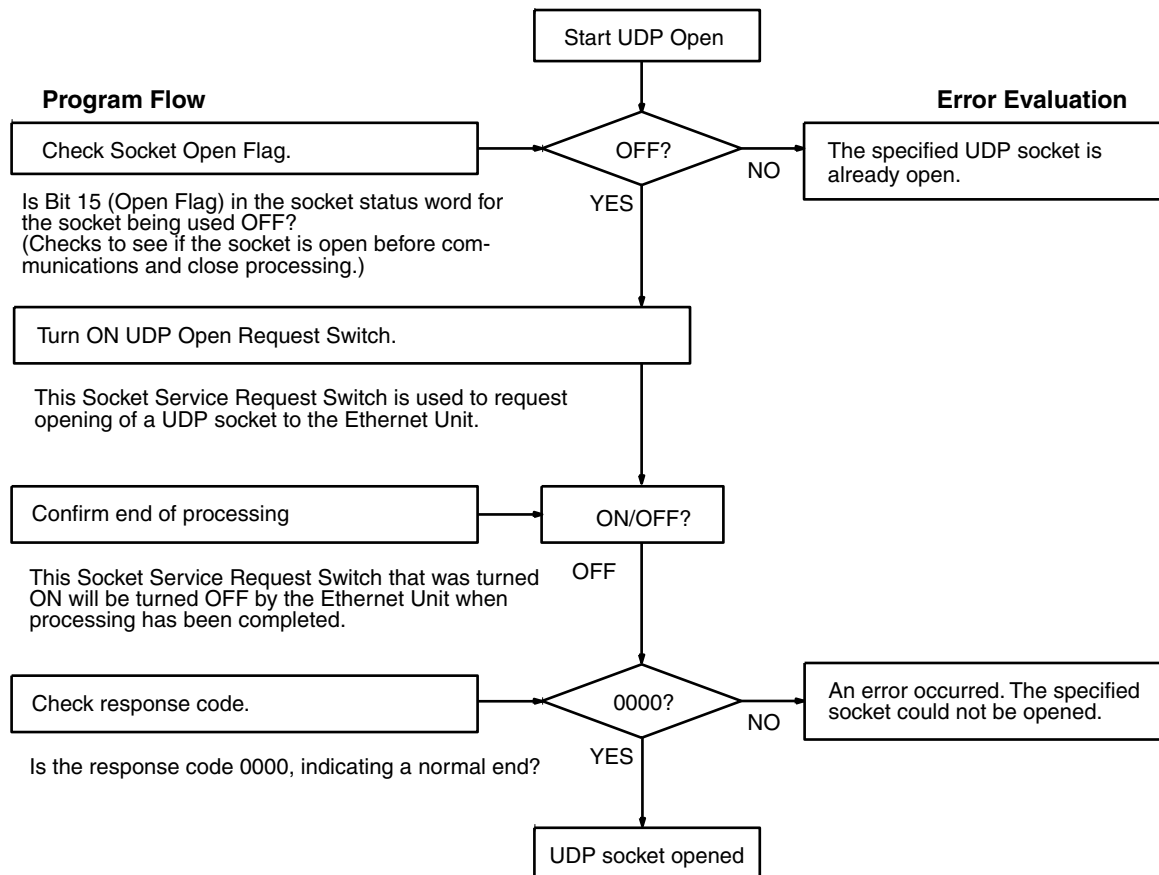 Start UDP Open
Program Flow
Error Evaluation
Check Socket Open Flag.
OFF?
NO
The specified UDP socket is
already open.
YES
Is Bit 15 (Open Flag) in the socket status word for
the socket being used OFF?
(Checks to see if the socket is open before com-
munications and close processing.)
Turn ON UDP Open Request Switch.
This Socket Service Request Switch is used to request
opening of a UDP socket to the Ethernet Unit.
Confirm end of processing
ON/OFF?
OFF
This Socket Service Request Switch that was turned
ON will be turned OFF by the Ethernet Unit when
processing has been completed.
Check response code.
0000?
NO
An error occurred. The specified
socket could not be opened.
YES
Is the response code 0000, indicating a normal end?
UDP socket opened